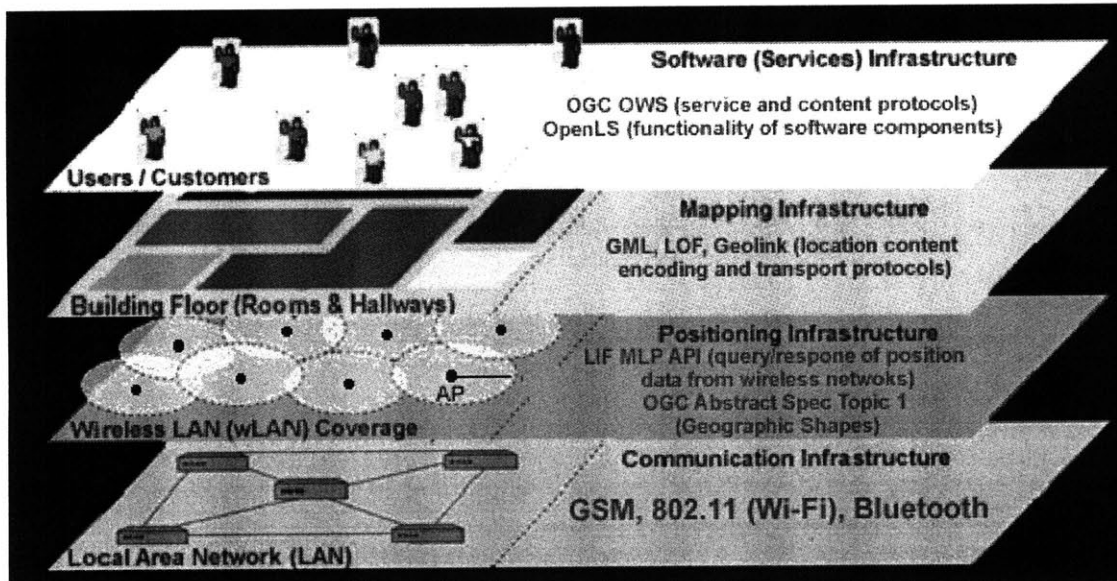 Software (Services) Infrastructure
OGC OWS (service and content protocols)
OpenLS (functionality of software components)
Users / Customers
Mapping Infrastructure
GML, LOF, Geolink (location content
encoding and transport protocols)
Building Floor (Rooms & Hallways)
Positioning Infrastructure
LIF MLP API (query/respone of position
data from wireless netwoks)
AP
OGC Abstract Spec Topic 1
(Geographic Shapes)
Wireless LAN (wLAN) Coverage
Communication Infrastructure
GSM, 802.11 (Wi-Fi), Bluetooth
Local Area Network (LAN)